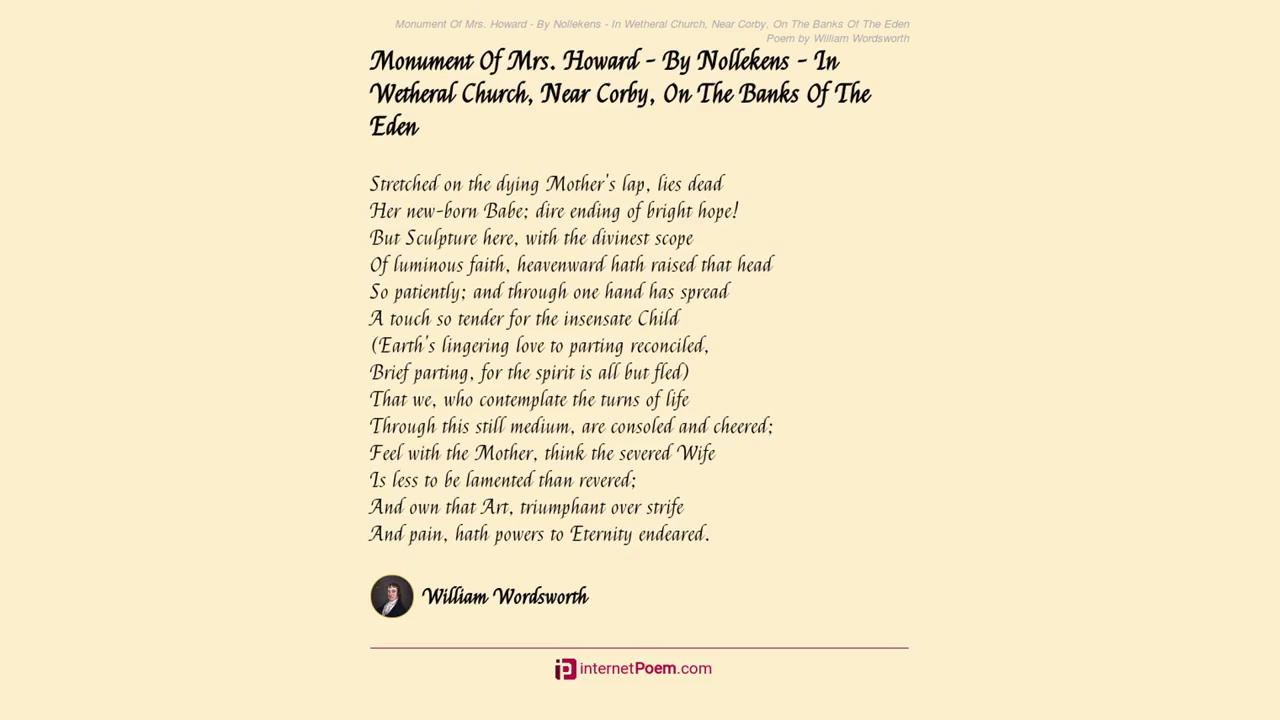 Monument Of Mrs. Howard - By Nollekens - In Wetheral Church, Near Corby, On The Banks Of The Eden
Poem by William Wordsworth
Monument Of Mrs. Howard - By Nollekens - In
Wetheral Church, Near Corby, On The Banks Of The
Eden
Stretched on the dying Mother's lap, lies dead
Her new-born Babe; dire ending of bright hope!
But Sculpture here, with the divinest scope
Of luminous faith, heavenward hath raised that head
So patiently; and through one hand has spread
A touch so tender for the insensate Child
(Earth's lingering love to parting reconciled,
Brief parting, for the spirit is all but fled)
That we, who contemplate the turns of life
Through this still medium, are consoled and cheered;
Feel with the Mother, think the severed Wife
Is less to be lamented than revered;
And own that Art, triumphant over strife
And pain, hath powers to Eternity endeared.
William Wordsworth
ip internetPoem.com